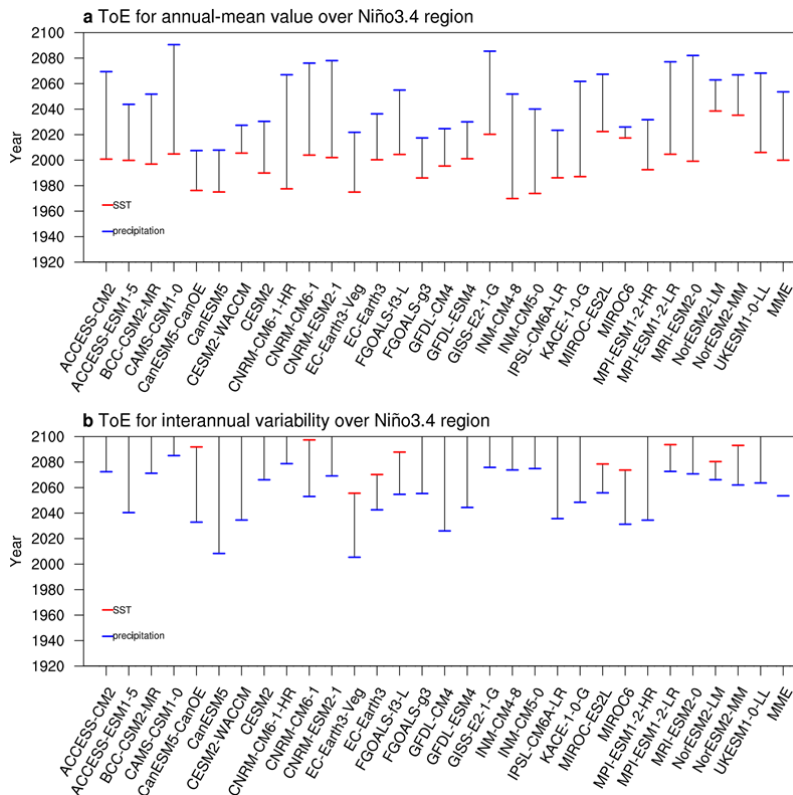 a ToE for annual-mean value over Niño3.4 region
2100
2080
2060
2040
2020
2000
1980
1960
1940
1920
Year
SST
precipitation
ACCESS-CM2
ACCESS-ESM1-5
BCC-CSM2-MR
CAMS-CSM1-0
CanESM5-CanOE
CanESM5
CESM2-WACCM
CESM2
CNRM-CM6-1-HR
CNRM-CM6-1
CNRM-ESM2-1
EC-Earth3-Veg
EC-Earth3
FGOALS-f3-L
FGOALS-g3
GFDL-CM4
GFDL-ESM4
GISS-E2-1-G
INM-CM4-8
INM-CM5-0
IPSL-CM6A-LR
KACE-1-0-G
MIROC-ES2L
MIROC6
MPI-ESM1-2-HR
MPI-ESM1-2-LR
MRI-ESM2-0
NorESM2-LM
NorESM2-MM
UKESM1-0-LL
MME
b ToE for interannual variability over Niño3.4 region
2100
2080
2060
2040
2020
2000
1980
1960
1940
1920
Year
SST
precipitation
ACCESS-CM2
ACCESS-ESM1-5
BCC-CSM2-MR
CAMS-CSM1-0
CanESM5-CanOE
CanESM5
CESM2-WACCM
CESM2
CNRM-CM6-1-HR
CNRM-CM6-1
CNRM-ESM2-1
EC-Earth3-Veg
EC-Earth3
FGOALS-f3-L
FGOALS-g3
GFDL-CM4
GFDL-ESM4
GISS-E2-1-G
INM-CM4-8
INM-CM5-0
IPSL-CM6A-LR
KACE-1-0-G
MIROC-ES2L
MIROC6
MPI-ESM1-2-HR
MPI-ESM1-2-LR
MRI-ESM2-0
NorESM2-LM
NorESM2-MM
UKESM1-0-LL
MME